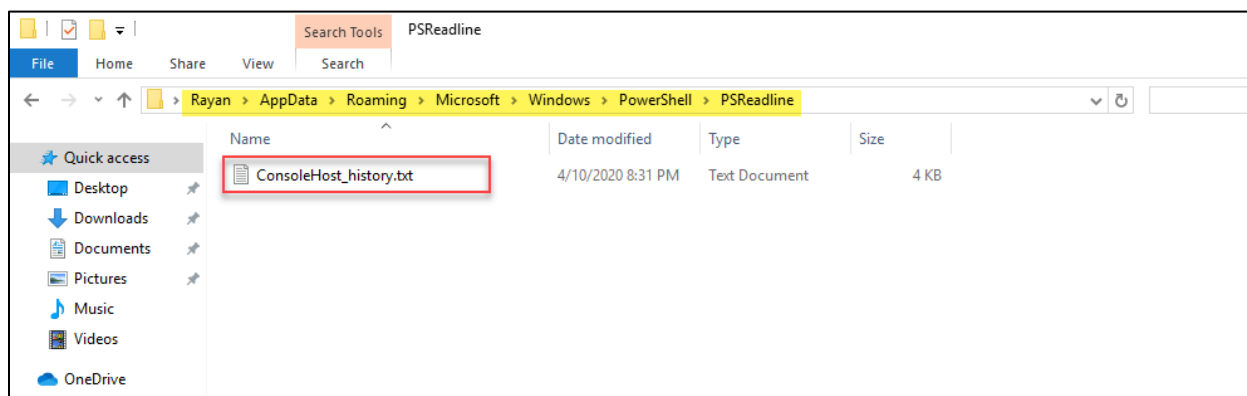 Search Tools PSReadline
File Home Share View Search
Rayan > AppData > Roaming > Microsoft > Windows > PowerShell > PSReadline
Name Date modified Type Size
Quick access
ConsoleHost_history.txt 4/10/2020 8:31 PM Text Document 4 KB
Desktop
Downloads
Documents
Pictures
Music
Videos
OneDrive